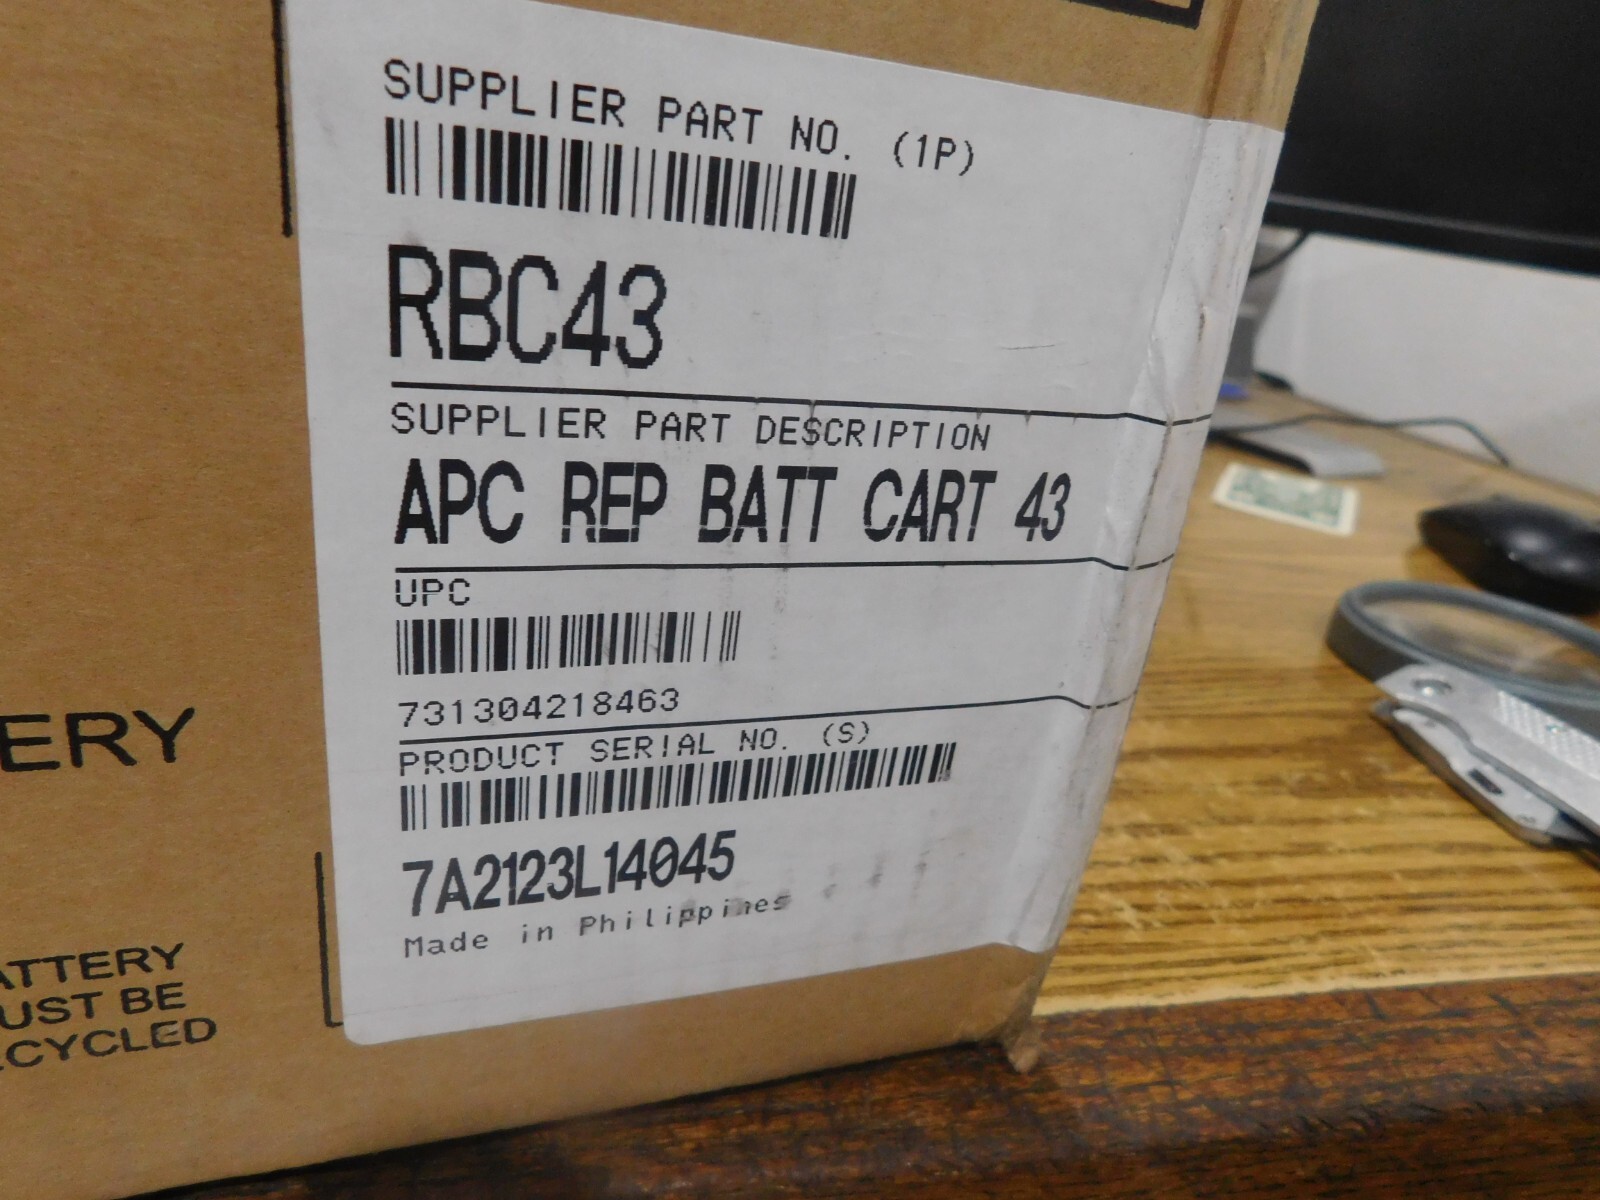 SUPPLIER PART NO. (1P)
RBC43
SUPPLIER PART DESCRIPTION
APC REP BATT CART 43
UPC
731304218463
PRODUCT SERIAL NO. (S)
7A2123L14045
Made in Philippines
ERY
ATTERY
UST BE
CYCLED